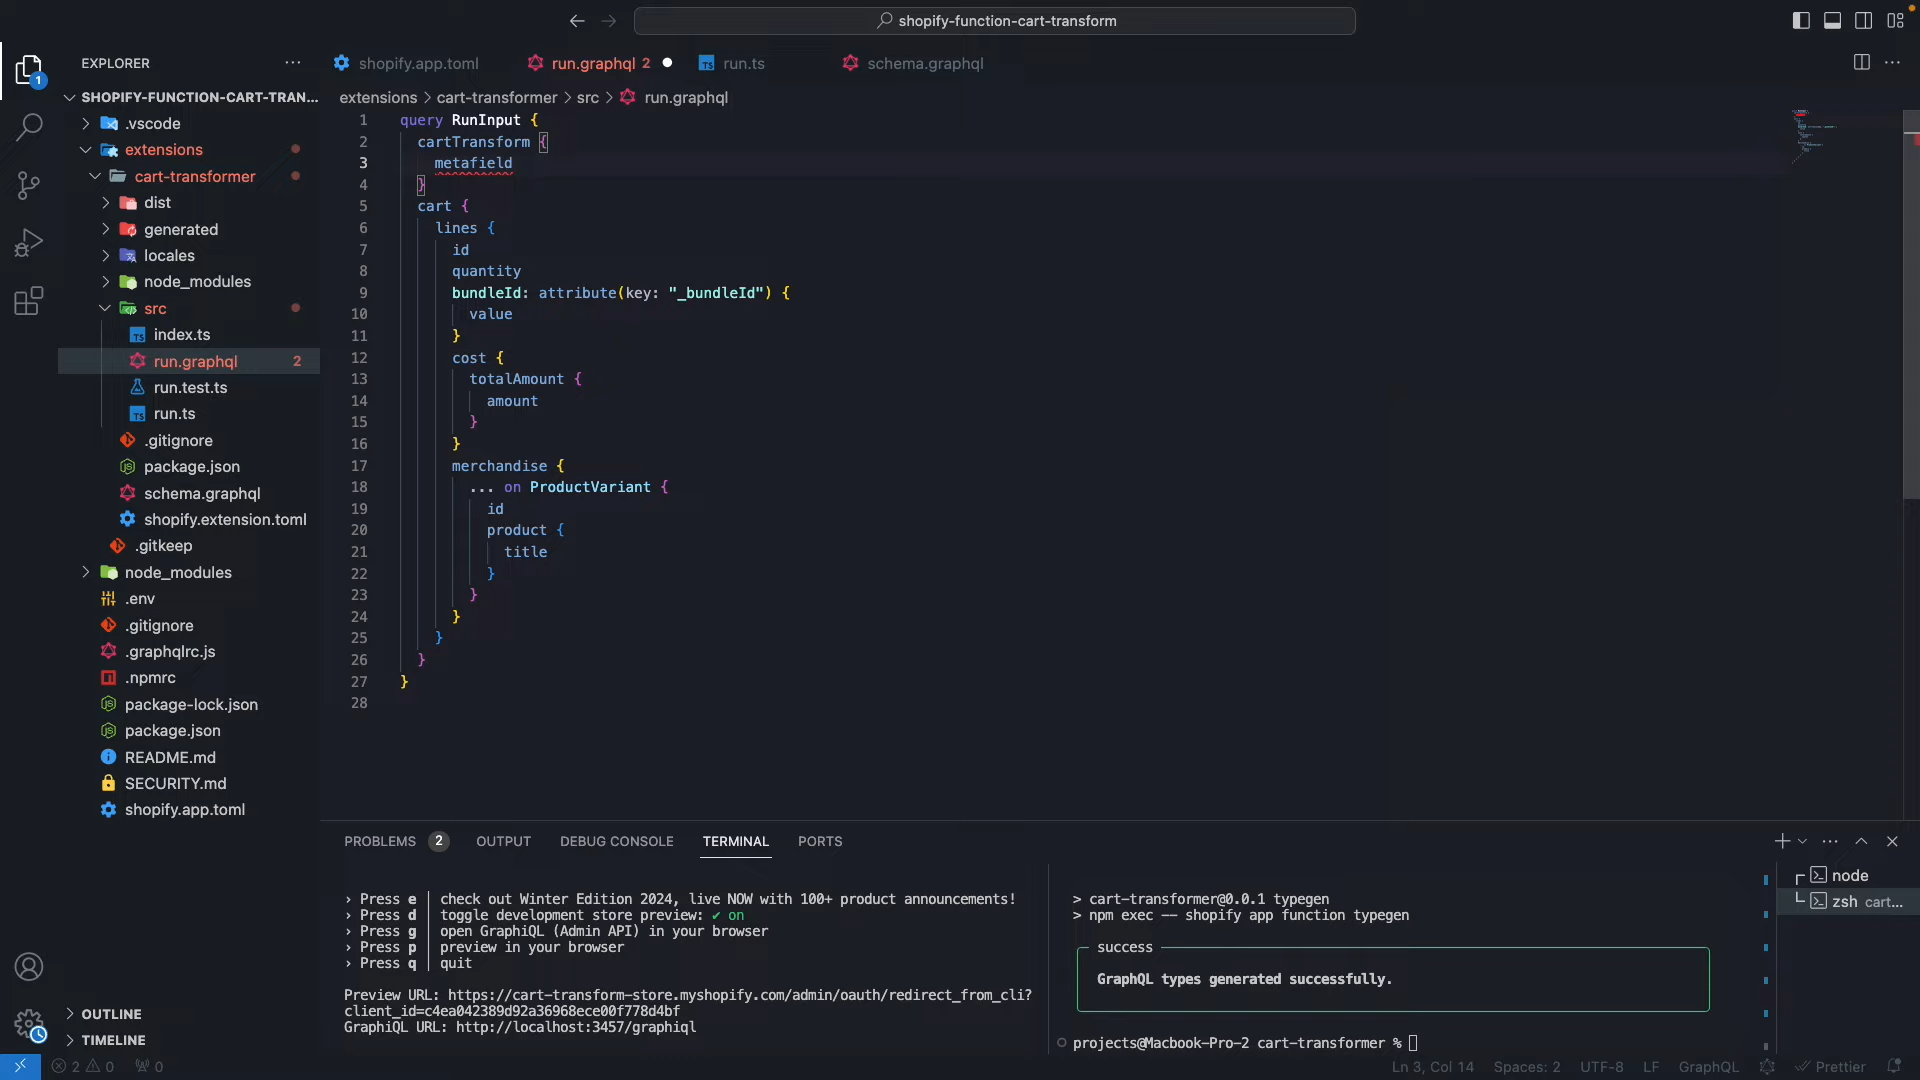 shopify-function-cart-transform
EXPLORER
SHOPIFY-FUNCTION-CART-TRAN...
.vscode
extensions
cart-transformer
dist
generated
locales
node_modules
src
index.ts
run.graphql 2
run.test.ts
run.ts
.gitignore
package.json
schema.graphql
shopify.extension.toml
.gitkeep
node_modules
.env
.gitignore
.graphqlrc.js
.npmrc
package-lock.json
package.json
README.md
SECURITY.md
shopify.app.toml
OUTLINE
TIMELINE
1
shopify.app.toml
run.graphql 2
run.ts
schema.graphql
extensions > cart-transformer > src > run.graphql
1 query RunInput {
2 cartTransform {
3 metafield
4 }
5 cart {
6 lines {
7 id
8 quantity
9 bundleId: attribute(key: "_bundleId") {
10 value
11 }
12 cost {
13 totalAmount {
14 amount
15 }
16 }
17 merchandise {
18 ... on ProductVariant {
19 id
20 product {
21 title
22 }
23 }
24 }
25 }
26 }
27 }
28
PROBLEMS 2 OUTPUT DEBUG CONSOLE TERMINAL PORTS
› Press e | check out Winter Edition 2024, live NOW with 100+ product announcements!
› Press d | toggle development store preview: ✔ on
› Press g | open GraphiQL (Admin API) in your browser
› Press p | preview in your browser
› Press q | quit
Preview URL: https://cart-transform-store.myshopify.com/admin/oauth/redirect_from_cli?
client_id=c4ea042389d92a36968ece00f778d4bf
GraphiQL URL: http://localhost:3457/graphiql
> cart-transformer@0.0.1 typegen
> npm exec -- shopify app function typegen
success
GraphQL types generated successfully.
projects@Macbook-Pro-2 cart-transformer %
node
zsh cart...
2 0 0
Ln 3, Col 14 Spaces: 2 UTF-8 LF GraphQL Prettier